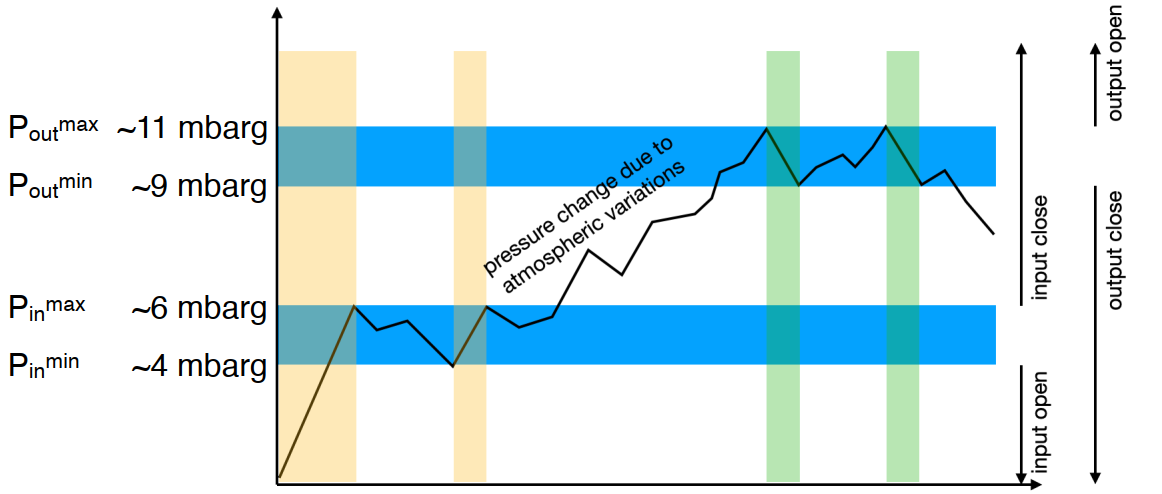 P_out^max ~11 mbarg
P_out^min ~9 mbarg
P_in^max ~6 mbarg
P_in^min ~4 mbarg
pressure change due to
atmospheric variations
input close
input open
output open
output close